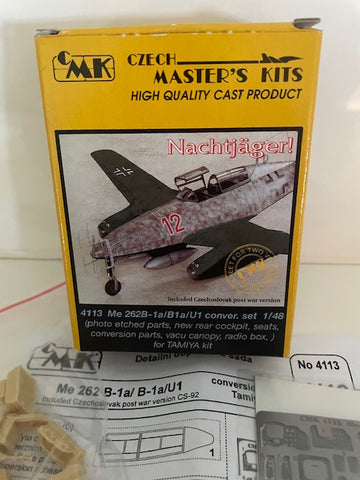 CMK
CZECH
MASTER'S KITS
HIGH QUALITY CAST PRODUCT
Nachtjäger!
12
Included Czechoslovak post war version
4113 Me 262B-1a/B1a/U1 conver. set 1/48
(photo etched parts, new rear cockpit, seats,
conversion parts, vacu canopy, radio box, )
for TAMIYA kit
CMK
No 4113
Me 262 B-1a/ B-1a/U1
Included Czechoslovak post war version CS-92
conversion
1